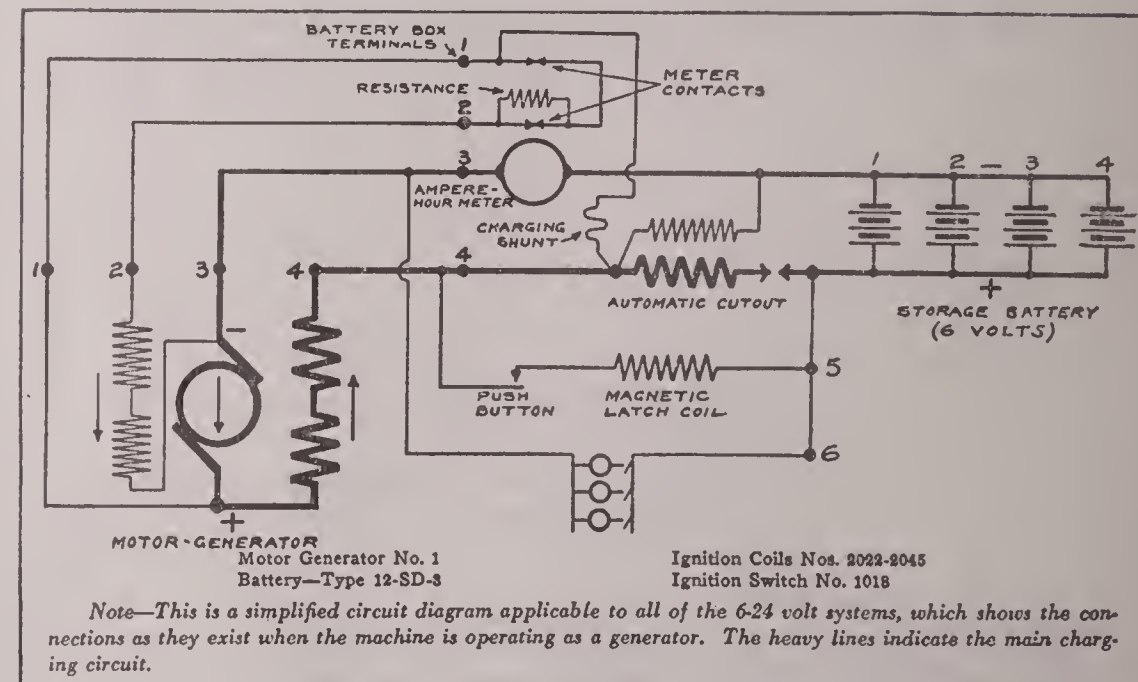 BATTERY BOX
TERMINALS
1
RESISTANCE
METER
CONTACTS
2
3
AMPERE-
HOUR METER
1 2 — 3 4
CHARGING
SHUNT
1 2 3 4 4
AUTOMATIC CUTOUT
+
STORAGE BATTERY
(6 VOLTS)
—
5
PUSH
BUTTON
MAGNETIC
LATCH COIL
6
+
MOTOR-GENERATOR
Motor Generator No. 1
Battery—Type 12-SD-3
Ignition Coils Nos. 2022-2045
Ignition Switch No. 1018
Note—This is a simplified circuit diagram applicable to all of the 6-24 volt systems, which shows the con-
nections as they exist when the machine is operating as a generator. The heavy lines indicate the main charg-
ing circuit.